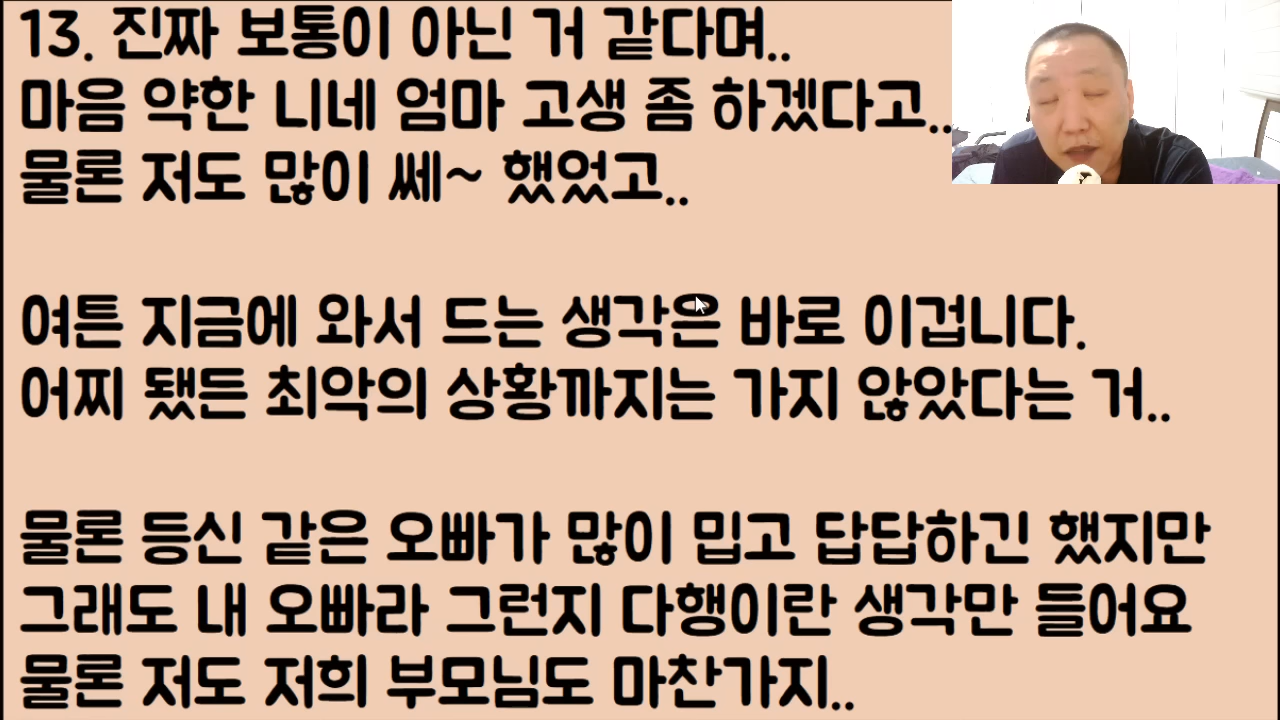 13. 진짜 보통이 아닌 거 같다며..
마음 약한 니네 엄마 고생 좀 하겠다고..
물론 저도 많이 쎄~ 했었고..
여튼 지금에 와서 드는 생각은 바로 이겁니다.
어찌 됐든 최악의 상황까지는 가지 않았다는 거..
물론 등신 같은 오빠가 많이 밉고 답답하긴 했지만
그래도 내 오빠라 그런지 다행이란 생각만 들어요
물론 저도 저희 부모님도 마찬가지..